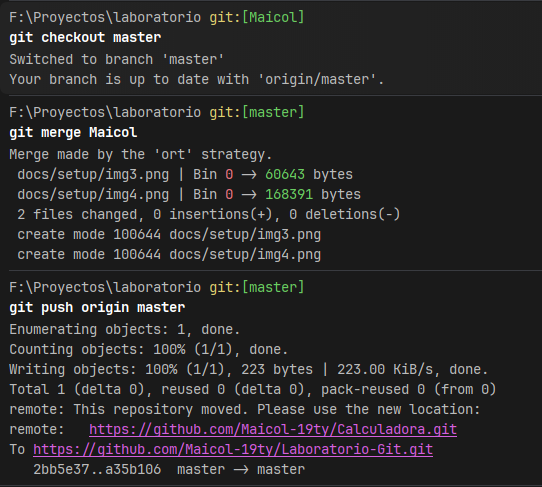 F:\Proyectos\laboratorio git:[Maicol]
git checkout master
Switched to branch 'master'
Your branch is up to date with 'origin/master'.
F:\Proyectos\laboratorio git:[master]
git merge Maicol
Merge made by the 'ort' strategy.
docs/setup/img3.png | Bin 0 -> 60643 bytes
docs/setup/img4.png | Bin 0 -> 168391 bytes
2 files changed, 0 insertions(+), 0 deletions(-)
create mode 100644 docs/setup/img3.png
create mode 100644 docs/setup/img4.png
F:\Proyectos\laboratorio git:[master]
git push origin master
Enumerating objects: 1, done.
Counting objects: 100% (1/1), done.
Writing objects: 100% (1/1), 223 bytes | 223.00 KiB/s, done.
Total 1 (delta 0), reused 0 (delta 0), pack-reused 0 (from 0)
remote: This repository moved. Please use the new location:
remote:   https://github.com/Maicol-19ty/Calculadora.git
To https://github.com/Maicol-19ty/Laboratorio-Git.git
2bb5e37..a35b106  master -> master